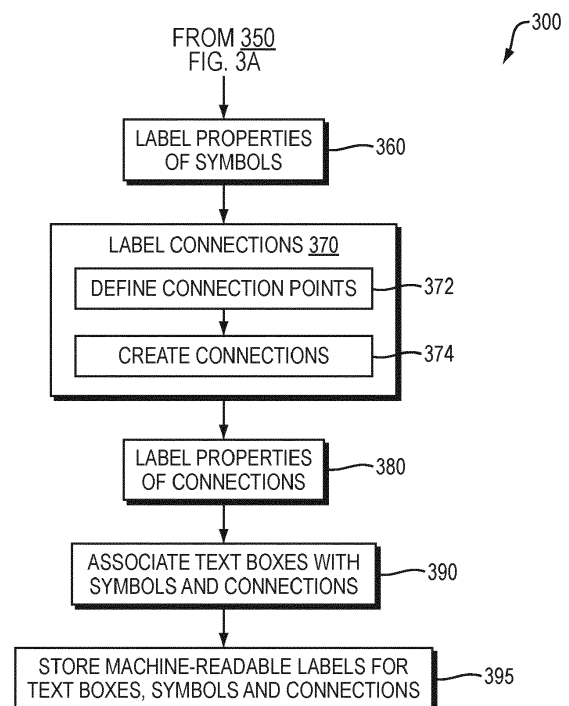 300
FROM 350
FIG. 3A
LABEL PROPERTIES
OF SYMBOLS
360
LABEL CONNECTIONS 370
DEFINE CONNECTION POINTS
372
CREATE CONNECTIONS
374
LABEL PROPERTIES
OF CONNECTIONS
380
ASSOCIATE TEXT BOXES WITH
SYMBOLS AND CONNECTIONS
390
STORE MACHINE-READABLE LABELS FOR
TEXT BOXES, SYMBOLS AND CONNECTIONS
395